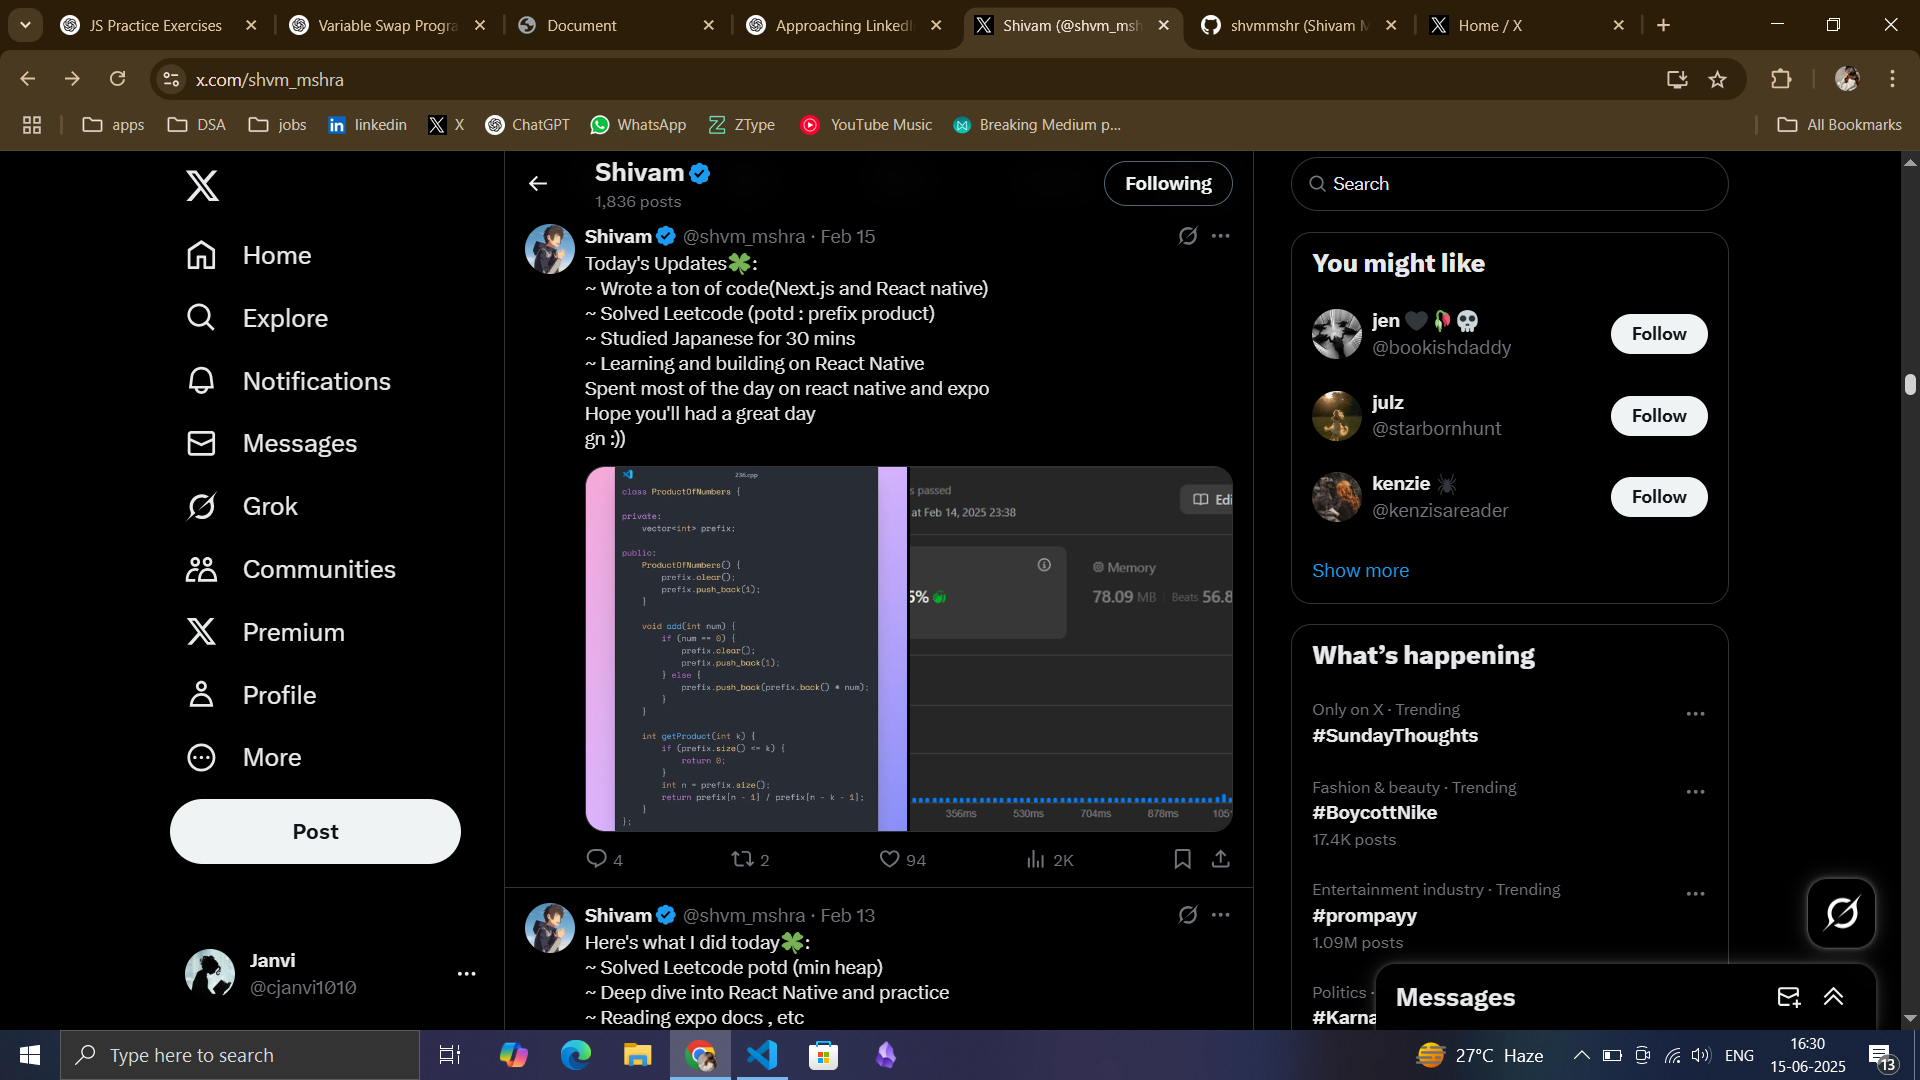 JS Practice Exercises
Variable Swap Progra
Document
Approaching LinkedI
Shivam (@shvm_msh
shvmmshr (Shivam M
Home / X
x.com/shvm_mshra
apps
DSA
jobs
linkedin
X
ChatGPT
WhatsApp
ZType
YouTube Music
Breaking Medium p...
All Bookmarks
Home
Explore
Notifications
Messages
Grok
Communities
Premium
Profile
More
Post
Janvi
@cjanvi1010
Shivam
1,836 posts
Following
Shivam @shvm_mshra · Feb 15
Today's Updates🍀:
~ Wrote a ton of code(Next.js and React native)
~ Solved Leetcode (potd : prefix product)
~ Studied Japanese for 30 mins
~ Learning and building on React Native
Spent most of the day on react native and expo
Hope you'll had a great day
gn :))
236.cpp
class ProductOfNumbers {
private:
vector<int> prefix;
public:
ProductOfNumbers() {
prefix.clear();
prefix.push_back(1);
}
void add(int num) {
if (num == 0) {
prefix.clear();
prefix.push_back(1);
} else {
prefix.push_back(prefix.back() * num);
}
}
int getProduct(int k) {
if (prefix.size() <= k) {
return 0;
}
int n = prefix.size();
return prefix[n - 1] / prefix[n - k - 1];
}
};
s passed
at Feb 14, 2025 23:38
Edi
5%
Memory
78.09 MB Beats 56.8
356ms 530ms 704ms 878ms 1051
4 2 94 2K
Shivam @shvm_mshra · Feb 13
Here's what I did today🍀:
~ Solved Leetcode potd (min heap)
~ Deep dive into React Native and practice
~ Reading expo docs , etc
Search
You might like
jen 🖤🥀💀
@bookishdaddy
Follow
julz
@starbornhunt
Follow
kenzie 🕷
@kenzisareader
Follow
Show more
What's happening
Only on X · Trending
#SundayThoughts
Fashion & beauty · Trending
#BoycottNike
17.4K posts
Entertainment industry · Trending
#prompayy
1.09M posts
Politics ·
#Karna
Messages
Type here to search
27°C Haze
ENG
16:30
15-06-2025
13